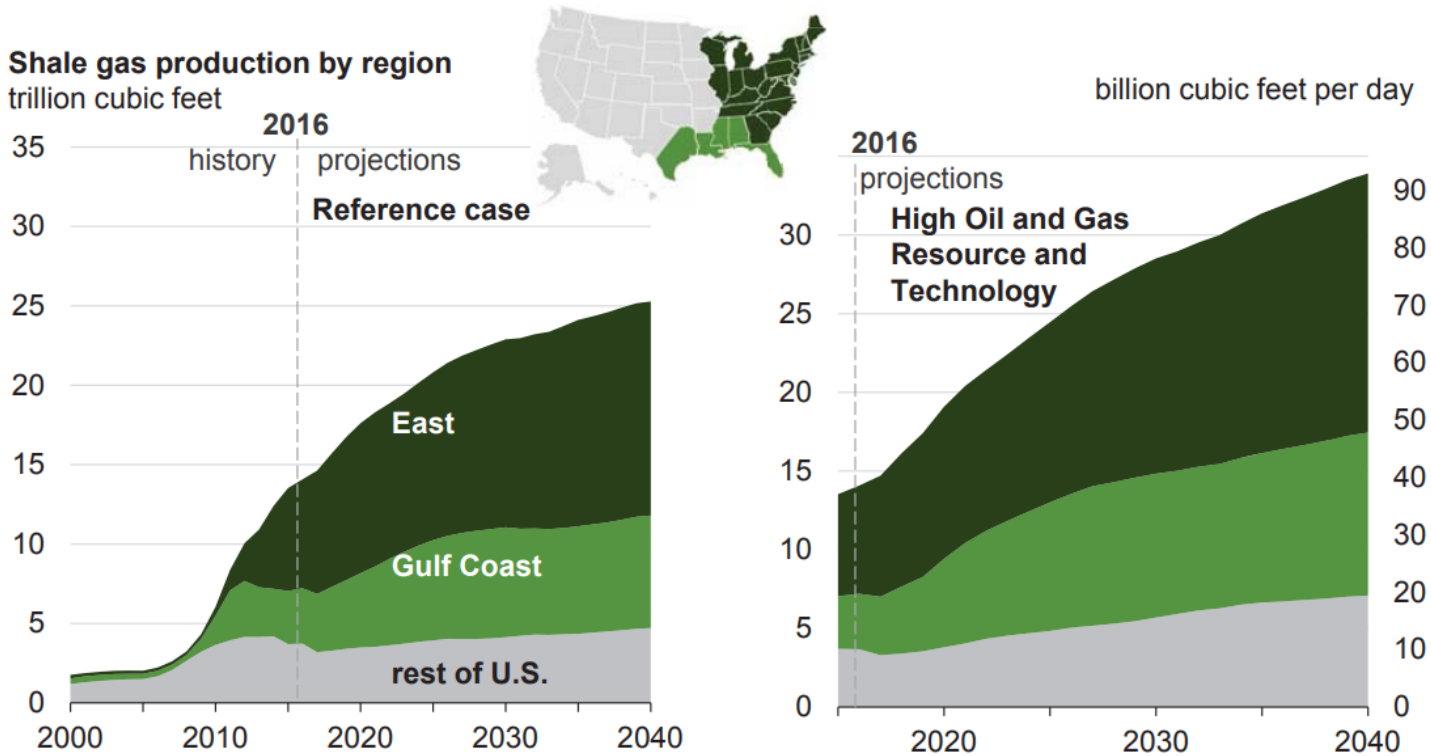 Shale gas production by region
trillion cubic feet
billion cubic feet per day
2016
history projections
Reference case
35
30
25
20
15
10
5
0
East
Gulf Coast
rest of U.S.
2000 2010 2020 2030 2040
2016
projections
High Oil and Gas
Resource and
Technology
30
25
20
15
10
5
0
90
80
70
60
50
40
30
20
10
0
2020 2030 2040